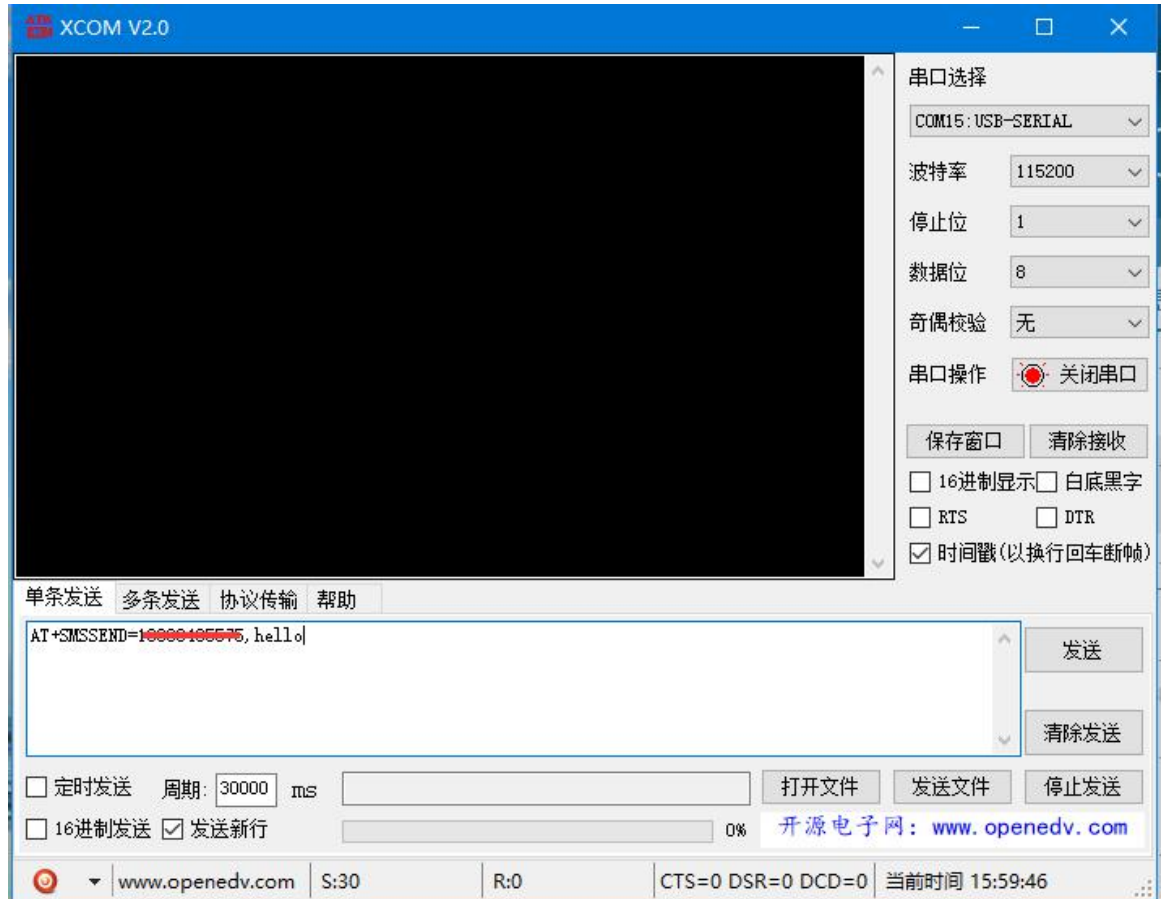 XCOM V2.0
串口选择
COM15:USB-SERIAL
波特率 115200
停止位 1
数据位 8
奇偶校验 无
串口操作 关闭串口
保存窗口 清除接收
16进制显示 白底黑字
RTS DTR
时间戳(以换行回车断帧)
单条发送 多条发送 协议传输 帮助
AT+SMSSEND= ,hello
发送
清除发送
定时发送 周期: 30000 ms 打开文件 发送文件 停止发送
16进制发送 发送新行 0% 开源电子网: www.openedv.com
www.openedv.com S:30 R:0 CTS=0 DSR=0 DCD=0 当前时间 15:59:46